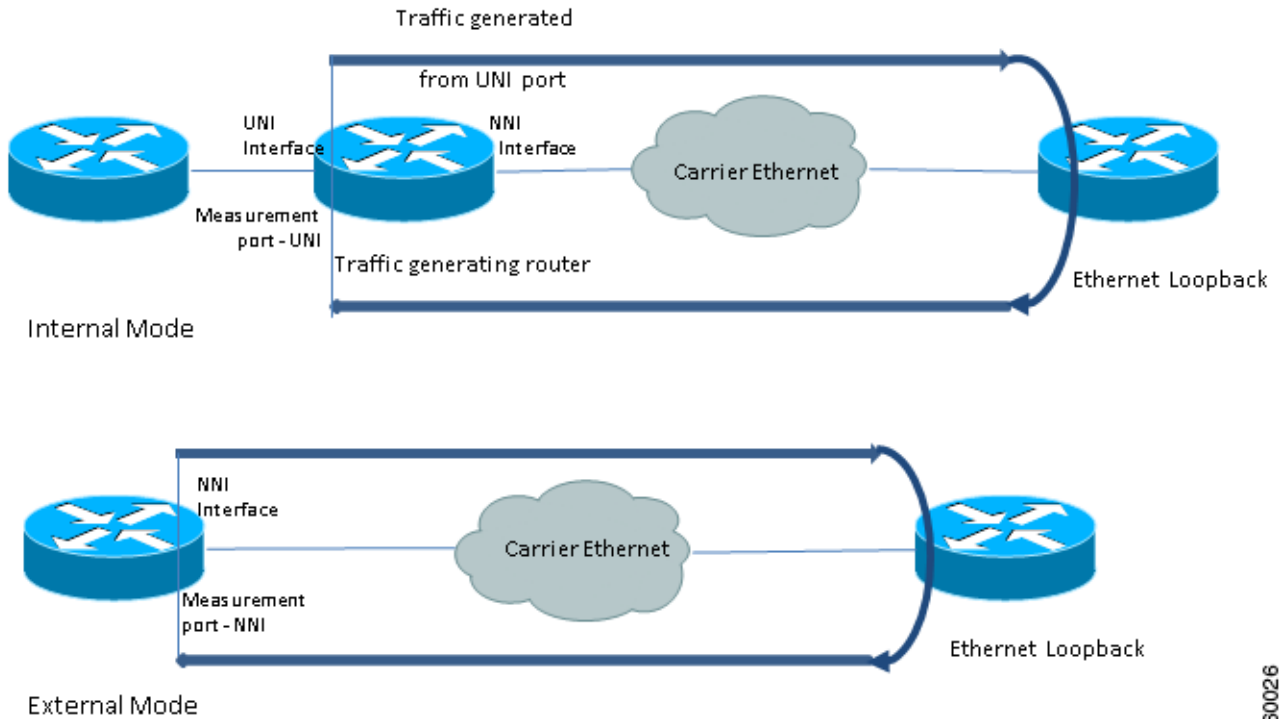 Traffic generated
from UNI port
UNI
Interface
NNI
Interface
Carrier Ethernet
Measurement
port - UNI
Traffic generating router
Ethernet Loopback
Internal Mode
NNI
Interface
Carrier Ethernet
Measurement
port - NNI
Ethernet Loopback
External Mode